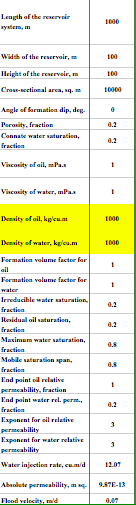 Length of the reservoir
system, m
1000
Width of the reservoir, m
100
Height of the reservoir, m
100
Cross-sectional area, sq. m
10000
Angle of formation dip, deg.
0
Porosity, fraction
0.2
Connate water saturation,
fraction
0.2
Viscosity of oil, mPa.s
1
Viscosity of water, mPa.s
1
Density of oil, kg/cu.m
1000
Density of water, kg/cu.m
1000
Formation volume factor for
oil
1
Formation volume factor for
water
1
Irreducible water saturation,
fraction
0.2
Residual oil saturation,
fraction
0.2
Maximum water saturation,
fraction
0.8
Mobile saturation span,
fraction
0.8
End point oil relative
permeability, fraction
1
End point water rel. perm.,
fraction
0.2
Exponent for oil relative
permeability
3
Exponent for water relative
permeability
3
Water injection rate, cu.m/d
12.07
Absolute permeability, m sq.
9.87E-13
Flood velocity, m/d
0.07